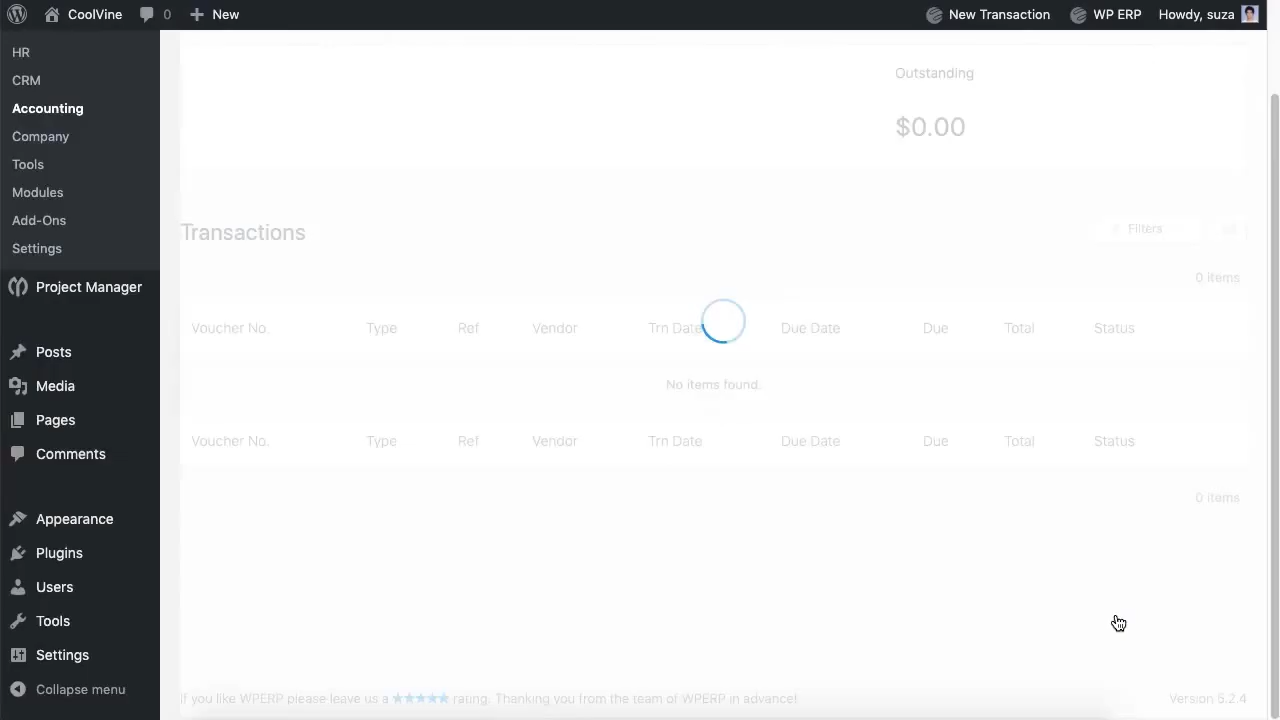 CoolVine 0 New New Transaction WP ERP Howdy, suza
HR
CRM
Accounting
Company
Tools
Modules
Add-Ons
Settings
Project Manager
Posts
Media
Pages
Comments
Appearance
Plugins
Users
Tools
Settings
Collapse menu
Outstanding
$0.00
Transactions
Filters
0 items
Voucher No. Type Ref Vendor Trn Date Due Date Due Total Status
No items found.
Voucher No. Type Ref Vendor Trn Date Due Date Due Total Status
0 items
If you like WPERP please leave us a ★★★★★ rating. Thanking you from the team of WPERP in advance!
Version 5.2.4